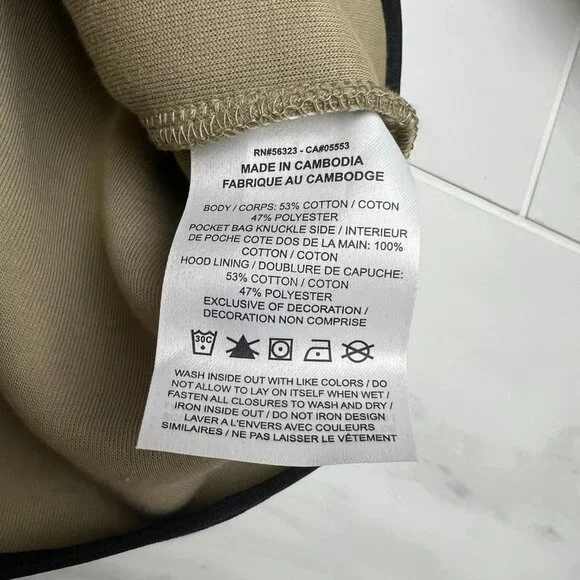 RN#56323 - CA#05553
MADE IN CAMBODIA
FABRIQUE AU CAMBODGE
BODY / CORPS: 53% COTTON / COTON
47% POLYESTER
POCKET BAG KNUCKLE SIDE / INTERIEUR
DE POCHE COTE DOS DE LA MAIN: 100%
COTTON / COTON
HOOD LINING / DOUBLURE DE CAPUCHE:
53% COTTON / COTON
47% POLYESTER
EXCLUSIVE OF DECORATION /
DECORATION NON COMPRISE
30C
WASH INSIDE OUT WITH LIKE COLORS / DO
NOT ALLOW TO LAY ON ITSELF WHEN WET /
FASTEN ALL CLOSURES TO WASH AND DRY /
IRON INSIDE OUT / DO NOT IRON DESIGN
LAVER A L'ENVERS AVEC COULEURS
SIMILAIRES / NE PAS LAISSER LE VÊTEMENT